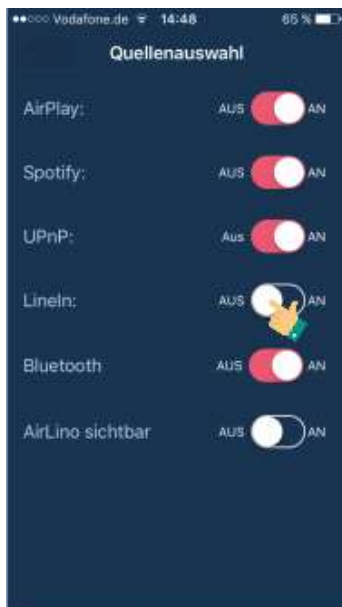 Vodafone.de 14:48 65 %
Quellenauswahl
AirPlay: AUS AN
Spotify: AUS AN
UPnP: Aus AN
LineIn: AUS AN
Bluetooth AUS AN
AirLino sichtbar AUS AN